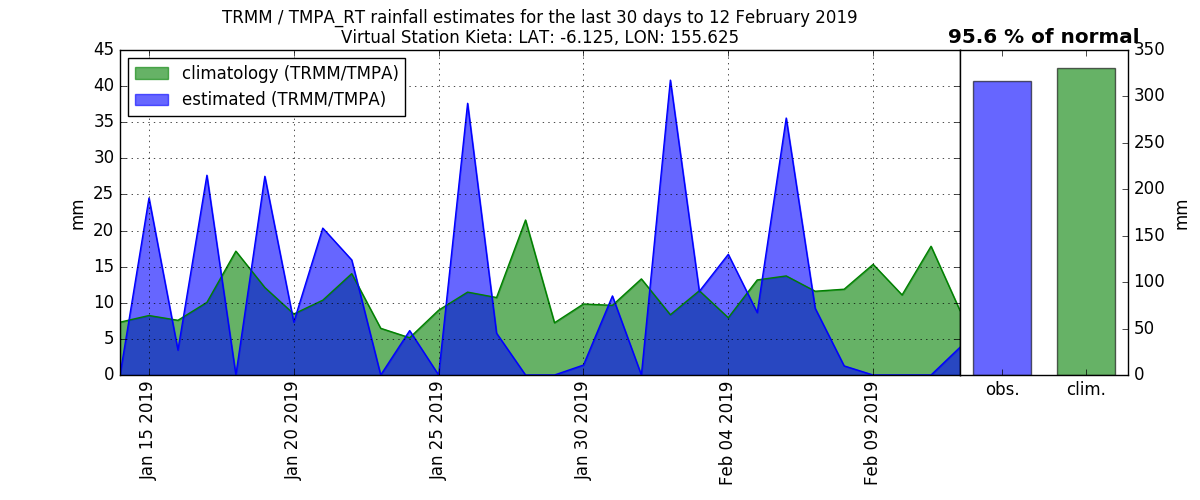 TRMM / TMPA_RT rainfall estimates for the last 30 days to 12 February 2019
Virtual Station Kieta: LAT: -6.125, LON: 155.625
95.6 % of normal
climatology (TRMM/TMPA)
estimated (TRMM/TMPA)
45
40
35
30
25
20
15
10
5
0
mm
Jan 15 2019
Jan 20 2019
Jan 25 2019
Jan 30 2019
Feb 04 2019
Feb 09 2019
obs.
clim.
350
300
250
200
150
100
50
0
mm